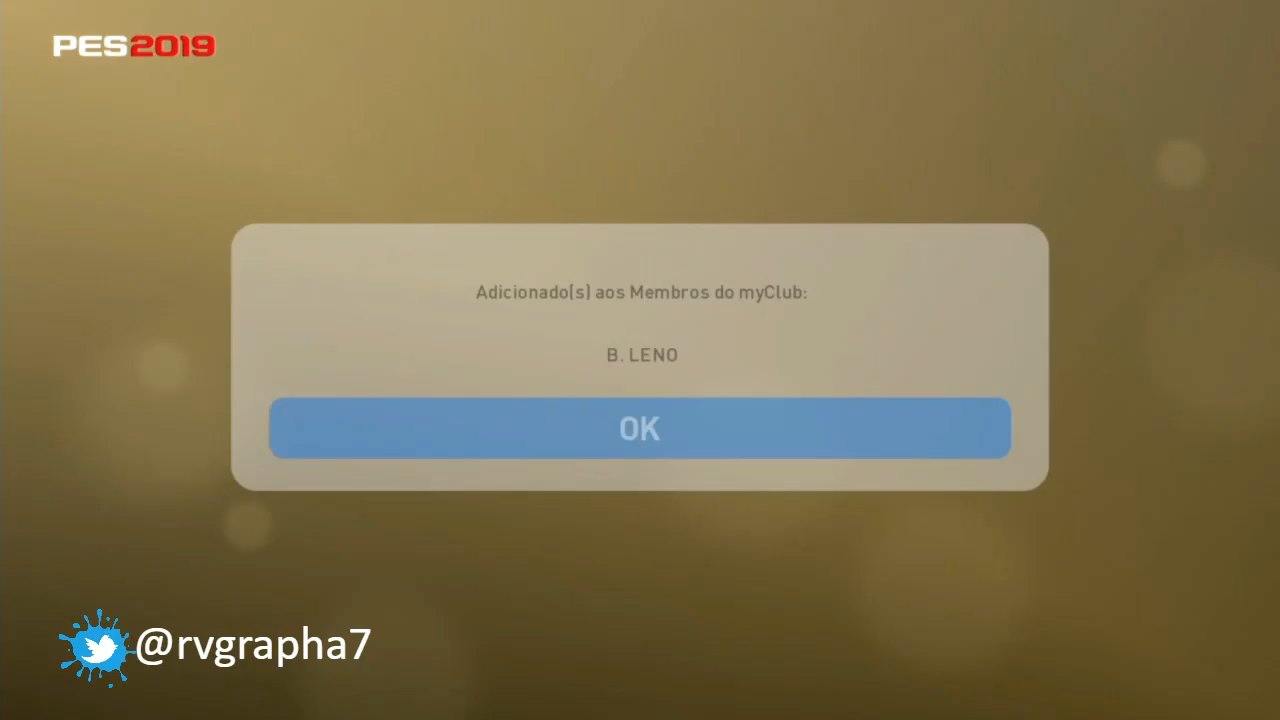 PES2019
Adicionado(s) aos Membros do myClub:
B. LENO
OK
@rvgrapha7